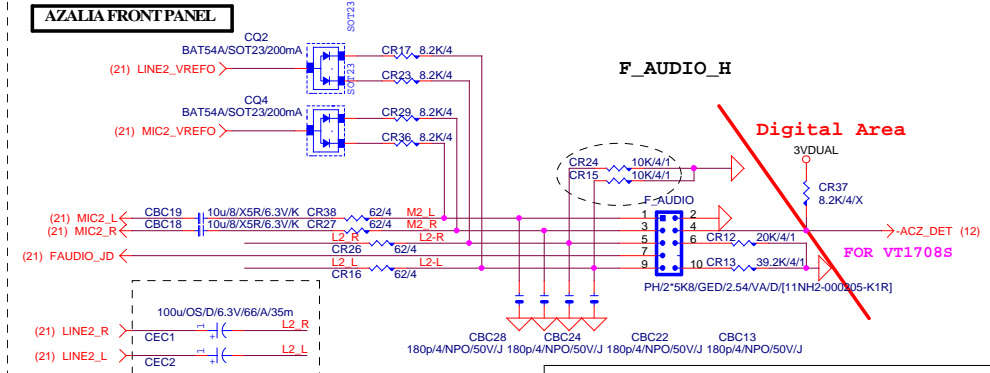 AZALIA FRONT PANEL
SOT23
CQ2
BAT54A/SOT23/200mA
CR17 8.2K/4
(21) LINE2_VREFO
CR23 8.2K/4
SOT23
F_AUDIO_H
CQ4
BAT54A/SOT23/200mA
CR29 8.2K/4
(21) MIC2_VREFO
CR36 8.2K/4
Digital Area
3VDUAL
CR24 10K/4/1
CR15 10K/4/1
CR37
8.2K/4/X
F_AUDIO
(21) MIC2_L CBC19 10u/8/X5R/6.3V/K CR38 62/4 M2_L 1 2
(21) MIC2_R CBC18 10u/8/X5R/6.3V/K CR27 62/4 M2_R 3 4 -ACZ_DET (12)
L2_R CR26 62/4 L2-R 5 6 CR12 20K/4/1
(21) FAUDIO_JD 7 FOR VT1708S
L2_L CR16 62/4 L2-L 9 10 CR13 39.2K/4/1
PH/2*5K8/GED/2.54/VA/D/[11NH2-000205-K1R]
100u/OS/D/6.3V/66/A/35m
(21) LINE2_R CEC1 1 L2_R
(21) LINE2_L CEC2 1 L2_L
CBC28 CBC24 CBC22 CBC13
180p/4/NPO/50V/J 180p/4/NPO/50V/J 180p/4/NPO/50V/J 180p/4/NPO/50V/J